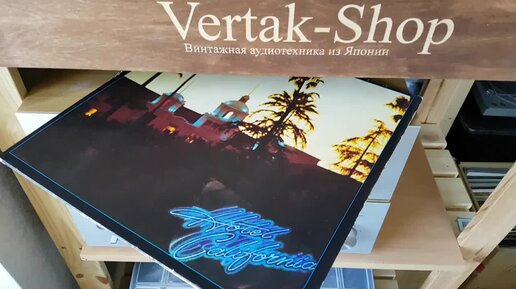 Vertak-Shop
Винтажная аудиотехника из Японии
Hotel
California